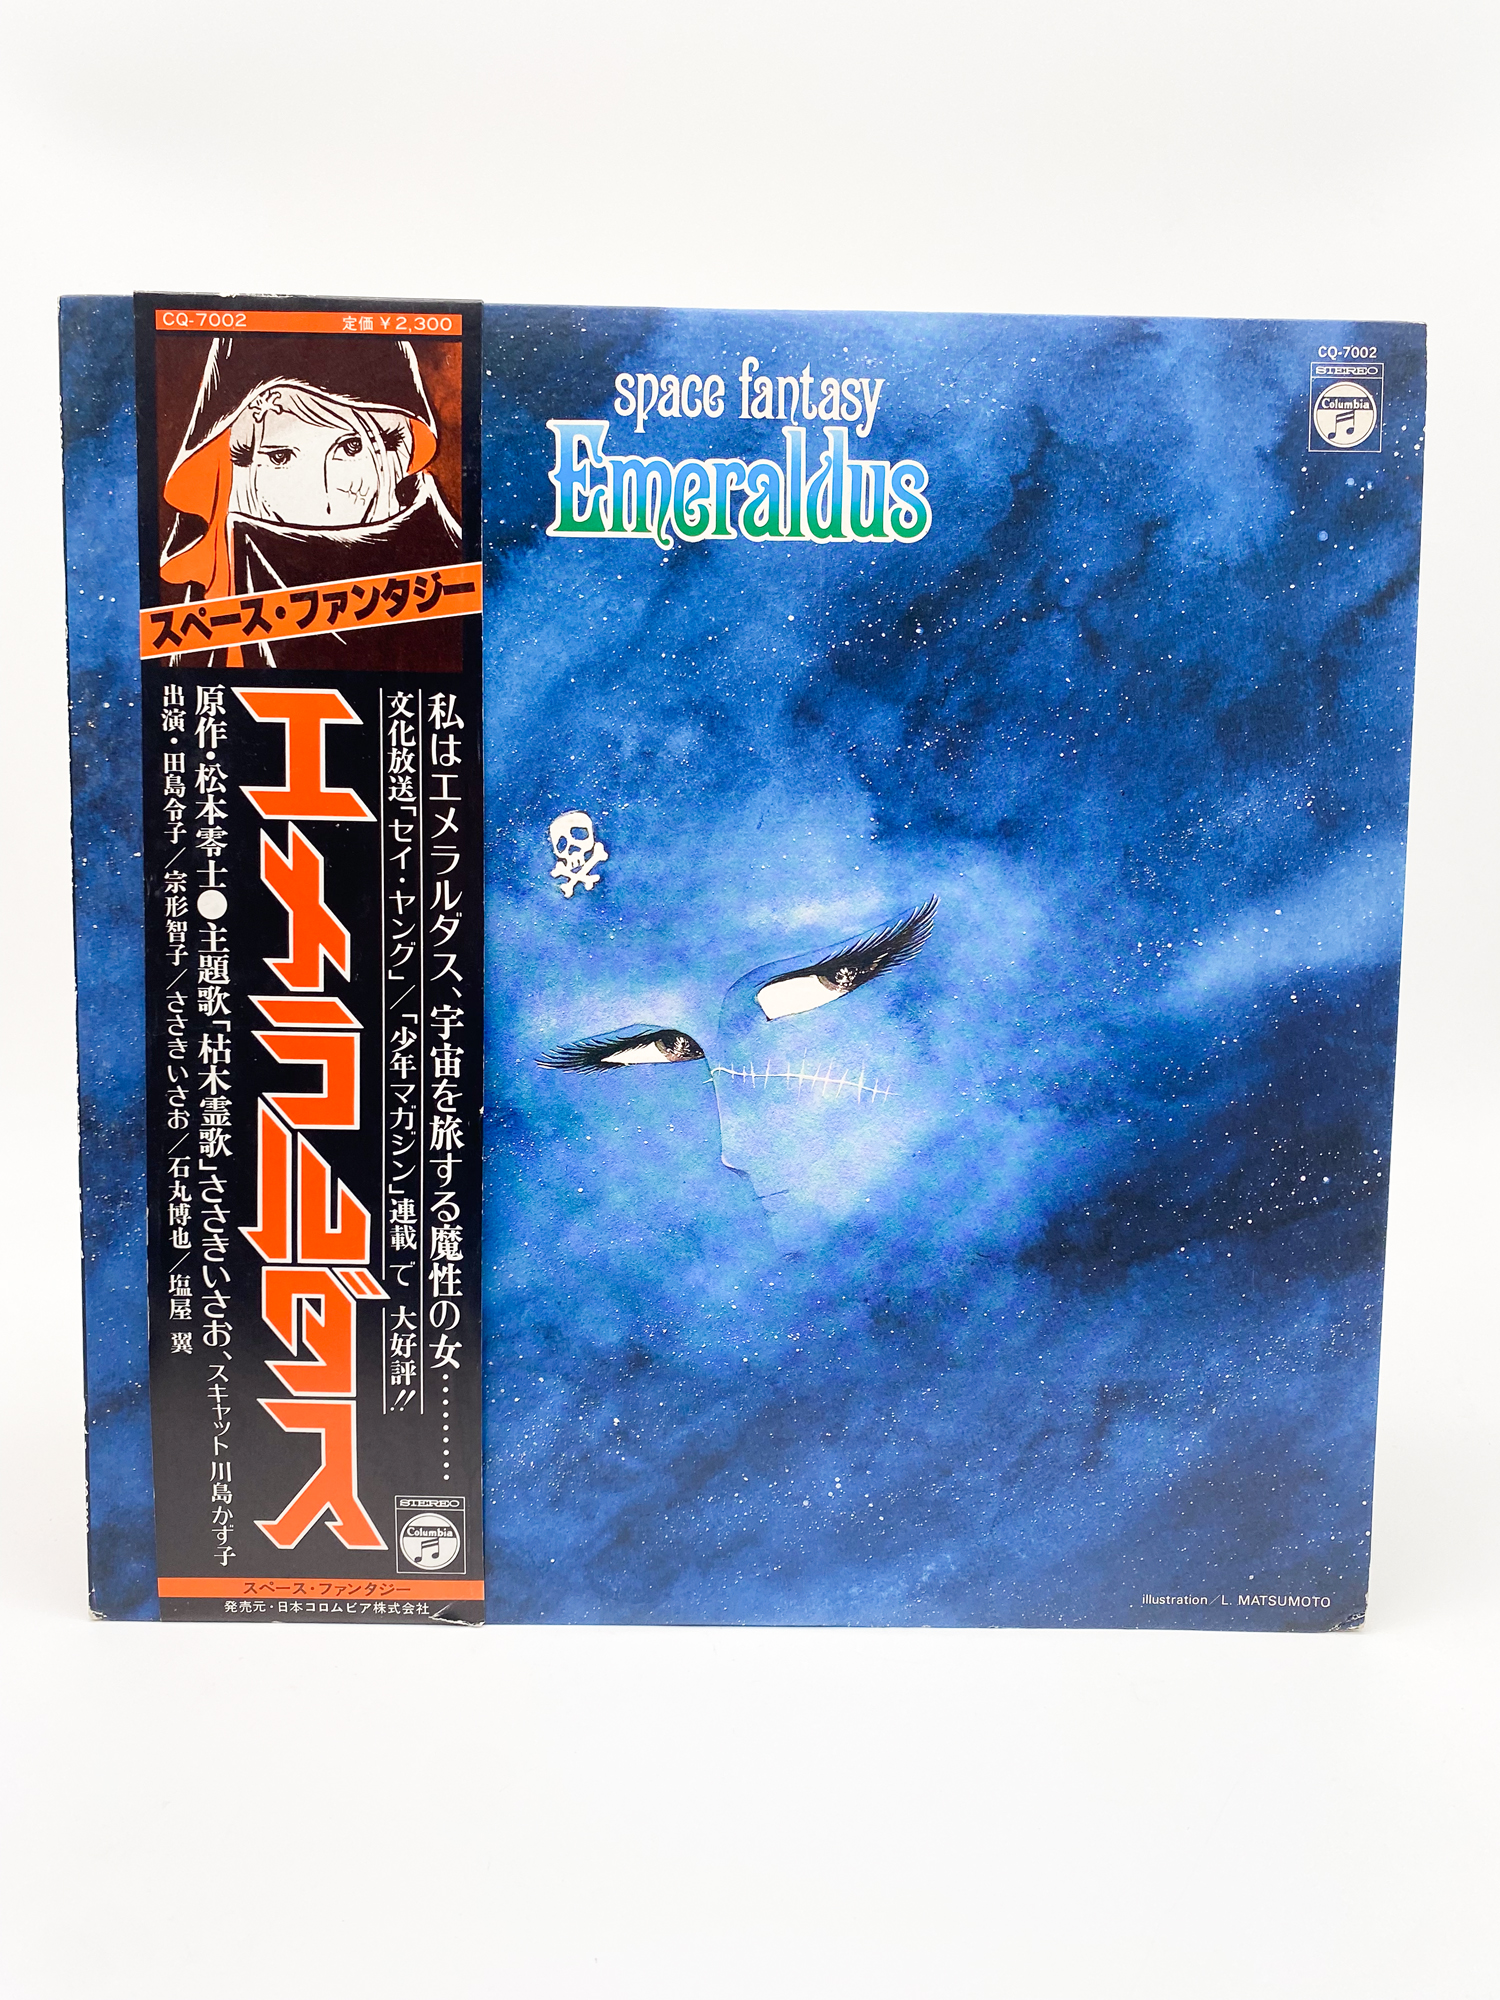 CQ-7002
定価￥2,300
スペース・ファンタジー
私はエメラルダス、宇宙を旅する魔性の女………
文化放送「セイ・ヤング」／「少年マガジン」連載で大好評!!
エメラルダス
原作・松本零士●主題歌「枯木霊歌」ささきいさお、スキャット川島かず子
出演・田島令子／宗形智子／ささきいさお／石丸博也／塩屋 翼
STEREO
Columbia
スペース・ファンタジー
発売元・日本コロムビア株式会社
space fantasy
Emeraldus
CQ-7002
STEREO
Columbia
illustration／L. MATSUMOTO